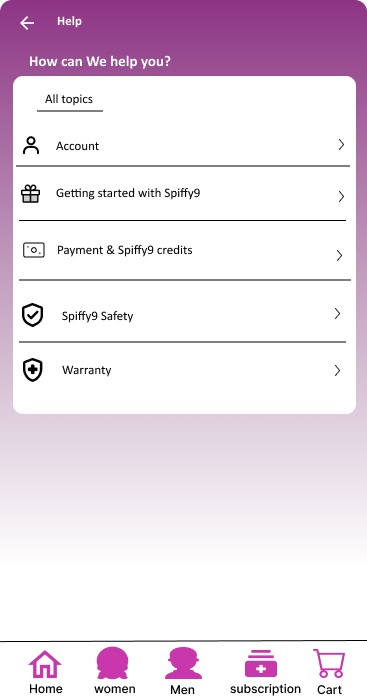 Help
How can We help you?
All topics
Account
Getting started with Spiffy9
Payment & Spiffy9 credits
Spiffy9 Safety
Warranty
Home women Men subscription Cart